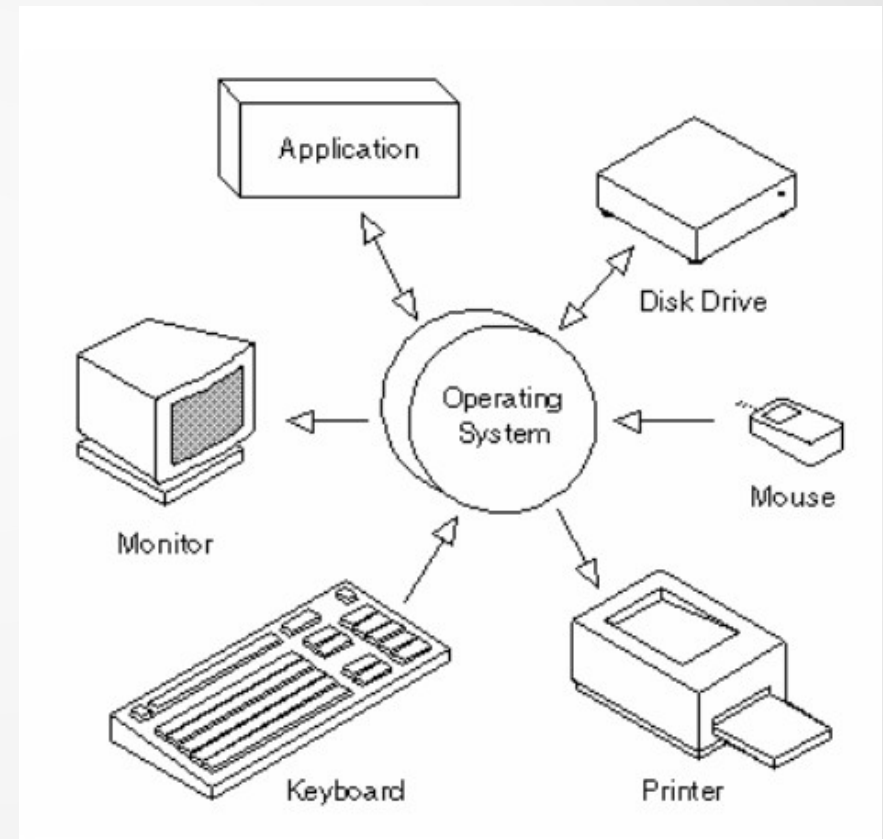 Application
Disk Drive
Operating
System
Mouse
Monitor
Keyboard
Printer